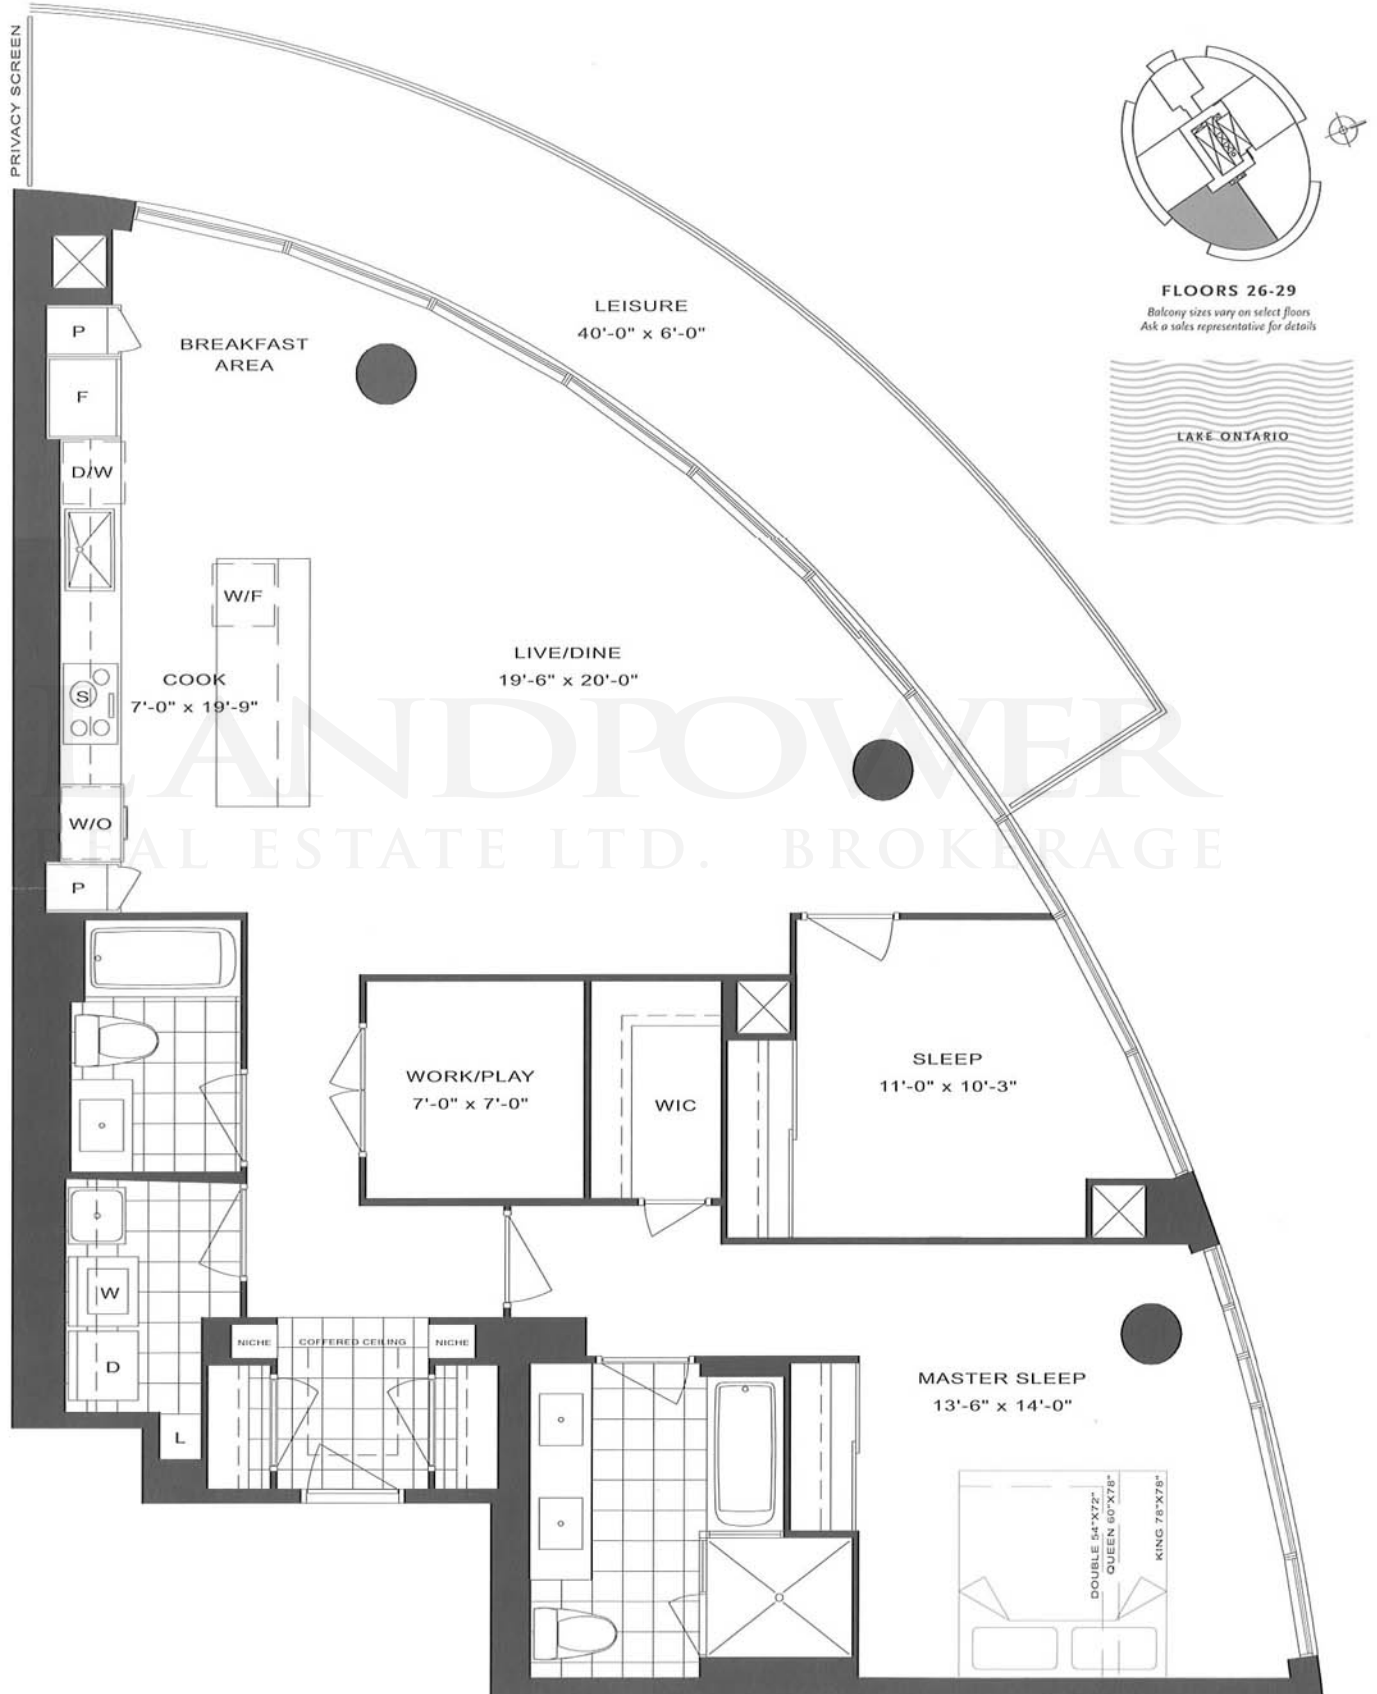 PRIVACY SCREEN
FLOORS 26-29
Balcony sizes vary on select floors
Ask a sales representative for details
LAKE ONTARIO
LEISURE
40'-0" x 6'-0"
P
BREAKFAST
AREA
F
D/W
W/F
S
COOK
7'-0" x 19'-9"
LIVE/DINE
19'-6" x 20'-0"
LANDPOWER
REAL ESTATE LTD. BROKERAGE
W/O
P
WORK/PLAY
7'-0" x 7'-0"
WIC
SLEEP
11'-0" x 10'-3"
W
D
L
NICHE
COFFERED CEILING
NICHE
MASTER SLEEP
13'-6" x 14'-0"
DOUBLE 54"X72"
QUEEN 60"X78"
KING 78"X78"